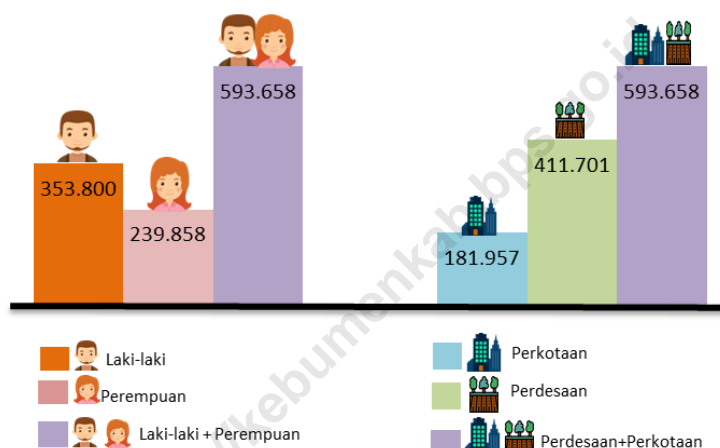 593.658
353.800
239.858
593.658
411.701
181.957
kebumenkab.bps.go.id
Laki-laki
Perempuan
Laki-laki + Perempuan
Perkotaan
Perdesaan
Perdesaan+Perkotaan